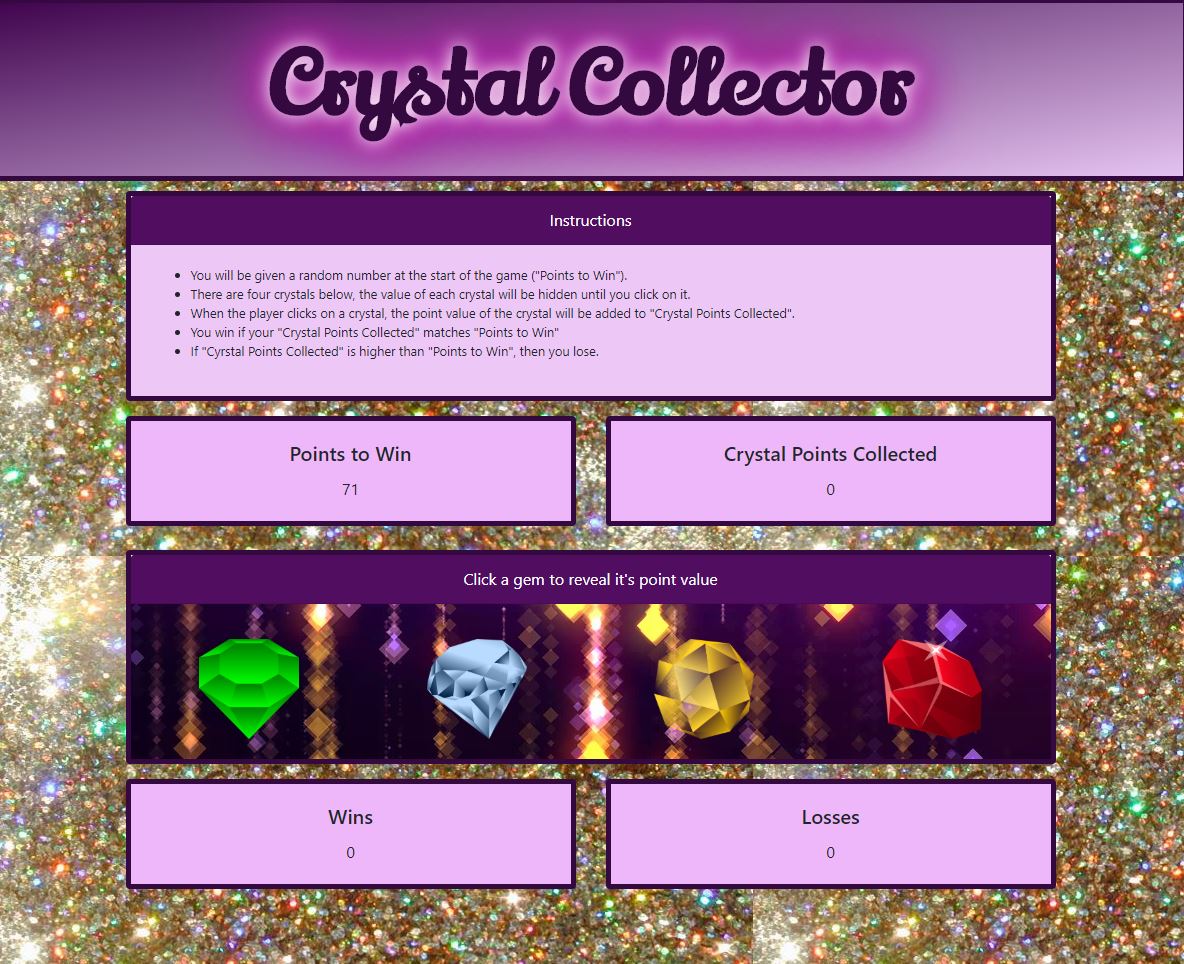 Crystal Collector
Instructions
You will be given a random number at the start of the game ("Points to Win").
There are four crystals below, the value of each crystal will be hidden until you click on it.
When the player clicks on a crystal, the point value of the crystal will be added to "Crystal Points Collected".
You win if your "Crystal Points Collected" matches "Points to Win"
If "Cyrstal Points Collected" is higher than "Points to Win", then you lose.
Points to Win
71
Crystal Points Collected
0
Click a gem to reveal it's point value
Wins
0
Losses
0